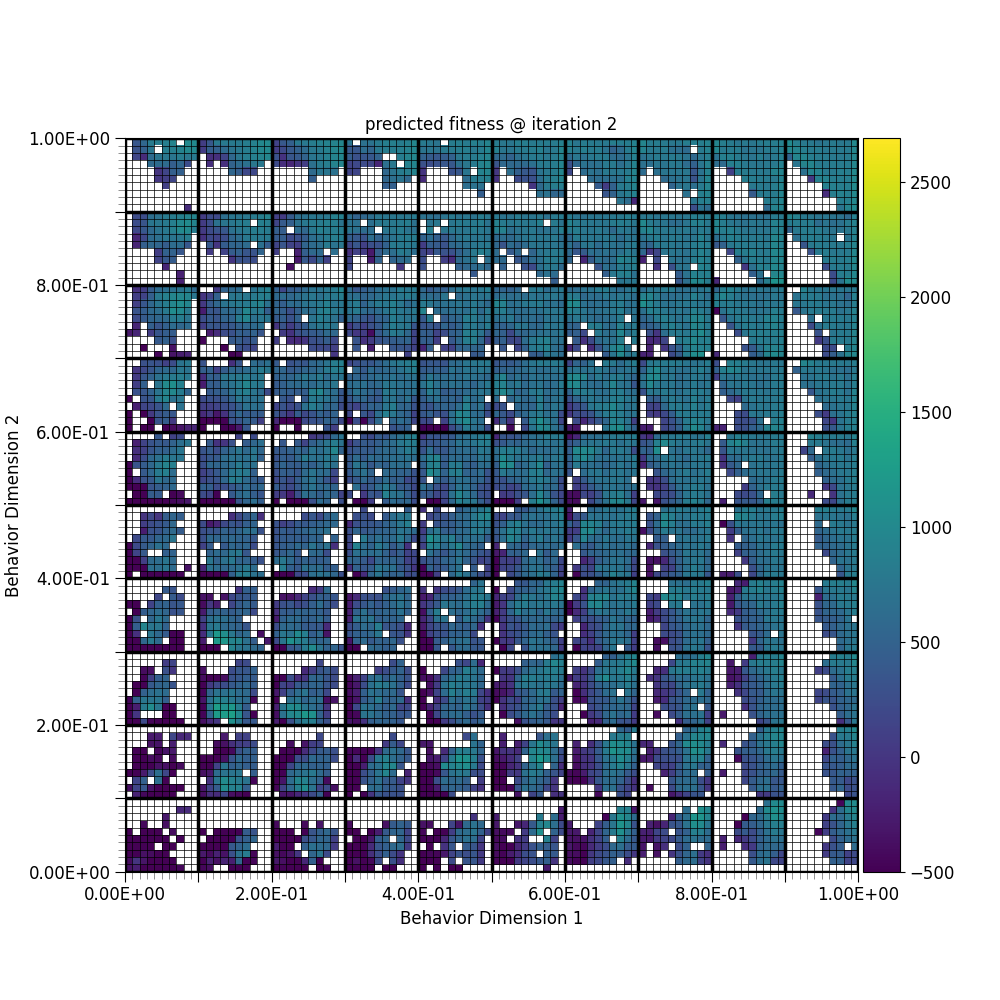 predicted fitness @ iteration 2
1.00E+00
8.00E-01
6.00E-01
4.00E-01
2.00E-01
0.00E+00
Behavior Dimension 2
0.00E+00 2.00E-01 4.00E-01 6.00E-01 8.00E-01 1.00E+00
Behavior Dimension 1
2500
2000
1500
1000
500
0
−500